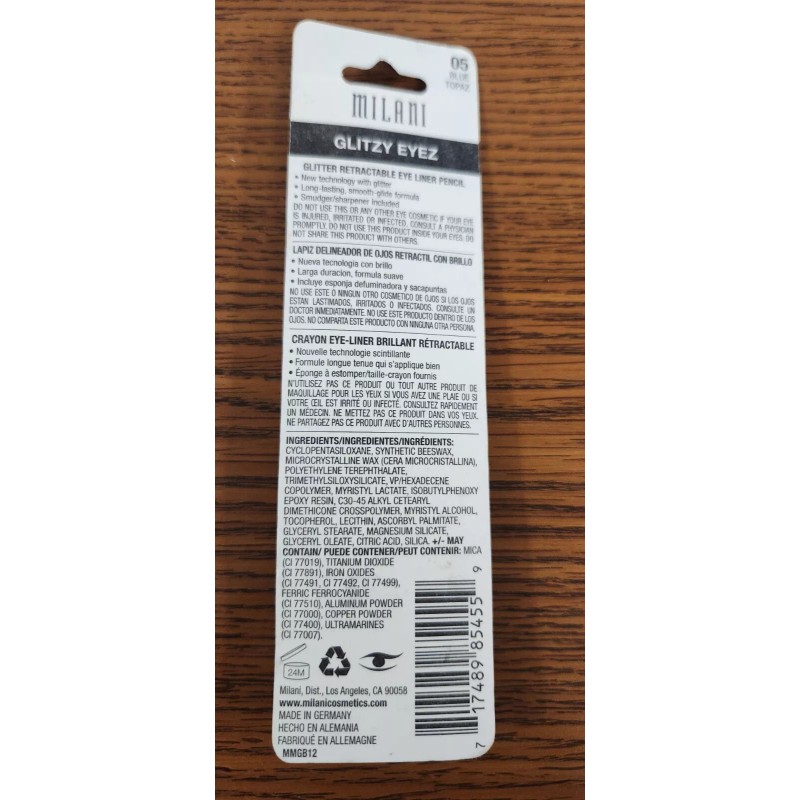 05
BLUE
TOPAZ
MILANI
GLITZY EYEZ
GLITTER RETRACTABLE EYE LINER PENCIL
• New technology with glitter
• Long-lasting, smooth-glide formula
• Smudger/sharpener included
DO NOT USE THIS OR ANY OTHER EYE COSMETIC IF YOUR EYE
IS INJURED, IRRITATED OR INFECTED. CONSULT A PHYSICIAN
PROMPTLY. DO NOT USE THIS PRODUCT INSIDE YOUR EYES. DO
NOT SHARE THIS PRODUCT WITH OTHERS.
LAPIZ DELINEADOR DE OJOS RETRACTIL CON BRILLO
• Nueva tecnologia con brillo
• Larga duracion, formula suave
• Incluye esponja defuminadora y sacapuntas
NO USE ESTE O NINGUN OTRO COSMETICO DE OJOS SI LOS OJOS
ESTAN LASTIMADOS, IRRITADOS O INFECTADOS. CONSULTE UN
DOCTOR INMEDIATAMENTE. NO USE ESTE PRODUCTO DENTRO DE LOS
OJOS. NO COMPARTA ESTE PRODUCTO CON NINGUNA OTRA PERSONA.
CRAYON EYE-LINER BRILLANT RÉTRACTABLE
• Nouvelle technologie scintillante
• Formule longue tenue qui s'applique bien
• Éponge à estomper/taille-crayon fournis
N'UTILISEZ PAS CE PRODUIT OU TOUT AUTRE PRODUIT DE
MAQUILLAGE POUR LES YEUX SI VOUS AVEZ UNE PLAIE OU SI
VOTRE ŒIL EST IRRITÉ OU INFECTÉ. CONSULTEZ RAPIDEMENT
UN MÉDECIN. NE METTEZ PAS CE PRODUIT DANS VOS YEUX.
NE PARTAGEZ PAS CE PRODUIT AVEC D'AUTRES PERSONNES.
INGREDIENTS/INGREDIENTES/INGRÉDIENTS:
CYCLOPENTASILOXANE, SYNTHETIC BEESWAX,
MICROCRYSTALLINE WAX (CERA MICROCRISTALLINA),
POLYETHYLENE TEREPHTHALATE,
TRIMETHYLSILOXYSILICATE, VP/HEXADECENE
COPOLYMER, MYRISTYL LACTATE, ISOBUTYLPHENOXY
EPOXY RESIN, C30-45 ALKYL CETEARYL
DIMETHICONE CROSSPOLYMER, MYRISTYL ALCOHOL,
TOCOPHEROL, LECITHIN, ASCORBYL PALMITATE,
GLYCERYL STEARATE, MAGNESIUM SILICATE,
GLYCERYL OLEATE, CITRIC ACID, SILICA. +/- MAY
CONTAIN/ PUEDE CONTENER/PEUT CONTENIR: MICA
(CI 77019), TITANIUM DIOXIDE
(CI 77891), IRON OXIDES
(CI 77491, CI 77492, CI 77499),
FERRIC FERROCYANIDE
(CI 77510), ALUMINUM POWDER
(CI 77000), COPPER POWDER
(CI 77400), ULTRAMARINES
(CI 77007).
7 17489 85455 9
24M
Milani, Dist., Los Angeles, CA 90058
www.milanicosmetics.com
MADE IN GERMANY
HECHO EN ALEMANIA
FABRIQUÉ EN ALLEMAGNE
MMGB12